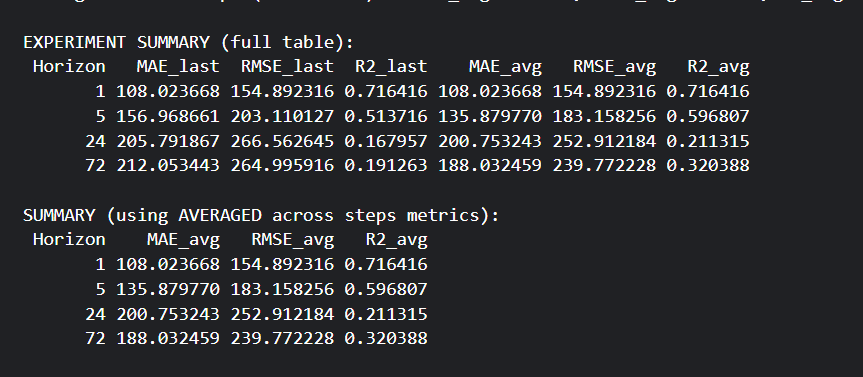 EXPERIMENT SUMMARY (full table):
Horizon MAE_last RMSE_last R2_last MAE_avg RMSE_avg R2_avg
1 108.023668 154.892316 0.716416 108.023668 154.892316 0.716416
5 156.968661 203.110127 0.513716 135.879770 183.158256 0.596807
24 205.791867 266.562645 0.167957 200.753243 252.912184 0.211315
72 212.053443 264.995916 0.191263 188.032459 239.772228 0.320388
SUMMARY (using AVERAGED across steps metrics):
Horizon MAE_avg RMSE_avg R2_avg
1 108.023668 154.892316 0.716416
5 135.879770 183.158256 0.596807
24 200.753243 252.912184 0.211315
72 188.032459 239.772228 0.320388